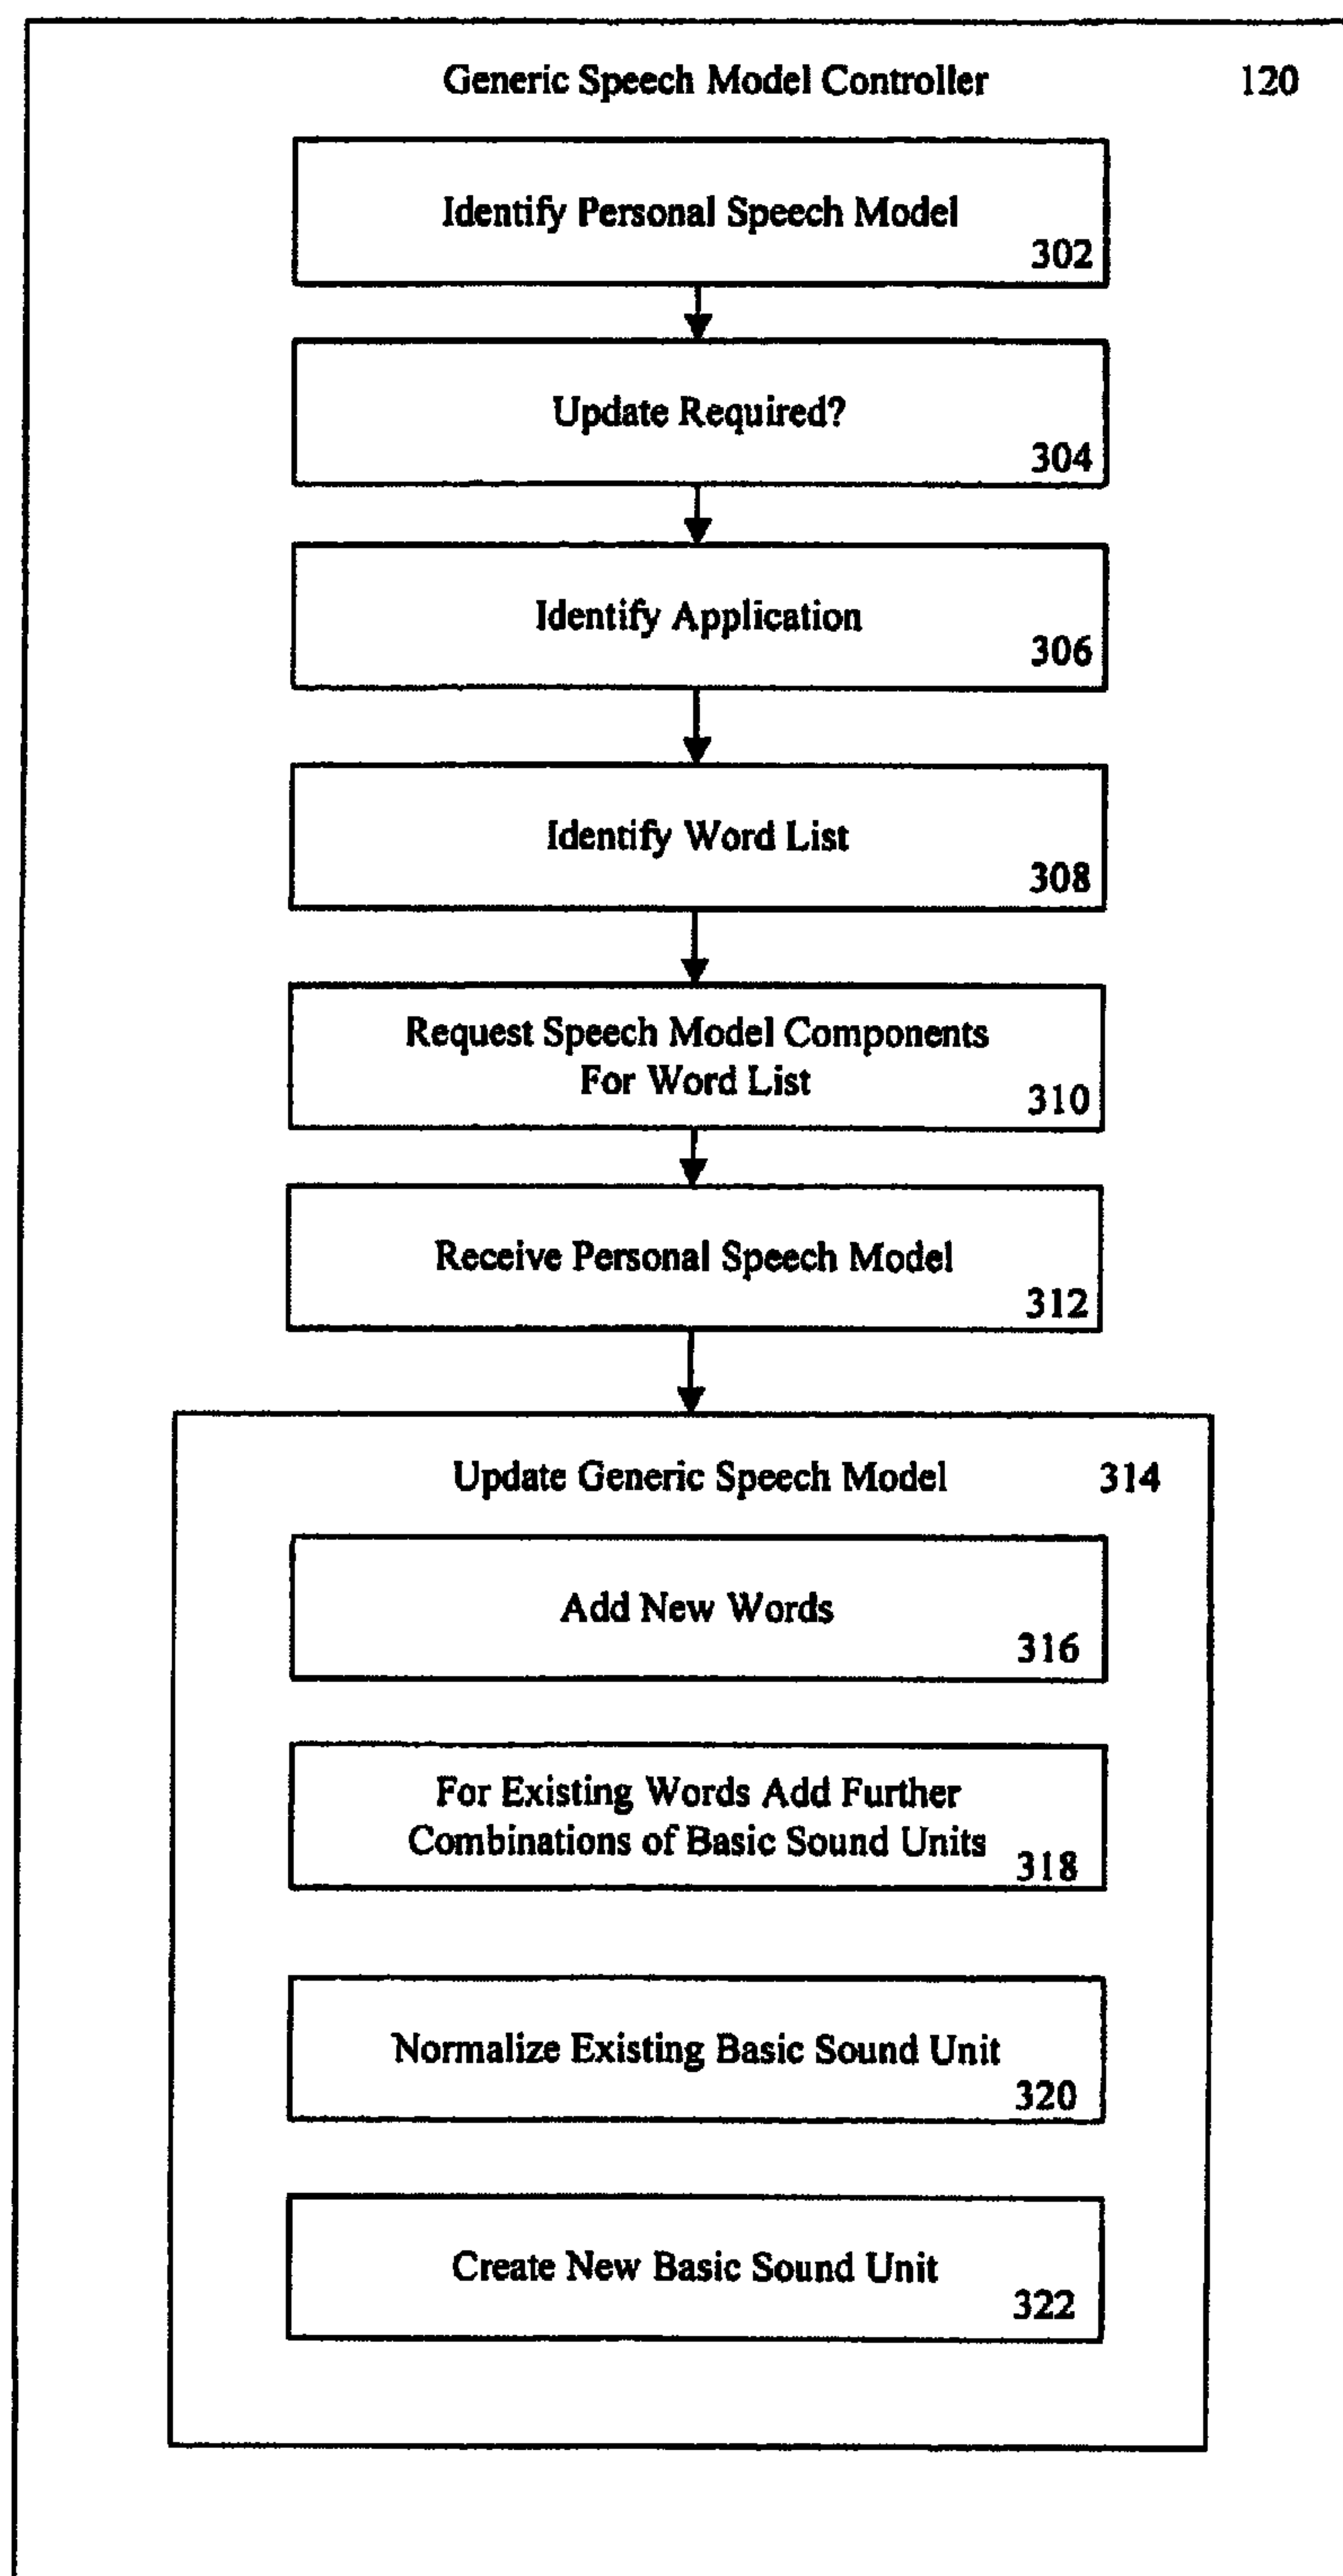 Generic Speech Model Controller 120
Identify Personal Speech Model
302
Update Required?
304
Identify Application
306
Identify Word List
308
Request Speech Model Components
For Word List
310
Receive Personal Speech Model
312
Update Generic Speech Model 314
Add New Words
316
For Existing Words Add Further
Combinations of Basic Sound Units
318
Normalize Existing Basic Sound Unit
320
Create New Basic Sound Unit
322